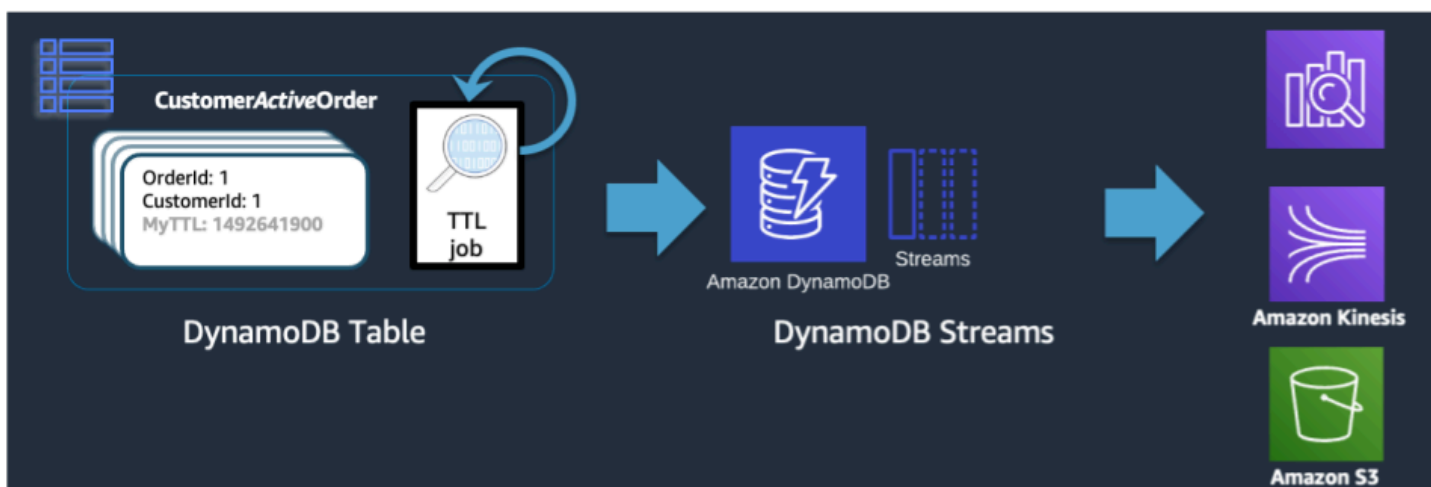 CustomerActiveOrder
OrderId: 1
CustomerId: 1
MyTTL: 1492641900
TTL
job
DynamoDB Table
Amazon DynamoDB
Streams
DynamoDB Streams
Amazon Kinesis
Amazon S3